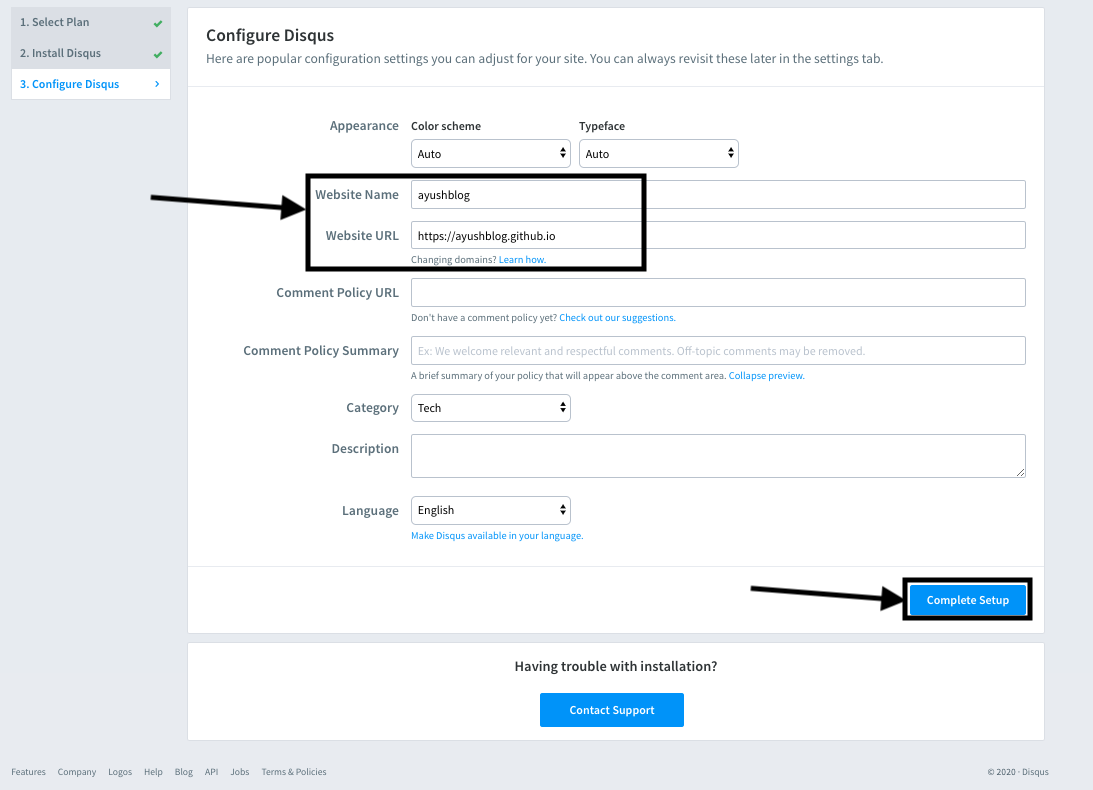 1. Select Plan
2. Install Disqus
3. Configure Disqus
Configure Disqus
Here are popular configuration settings you can adjust for your site. You can always revisit these later in the settings tab.
Appearance
Color scheme
Typeface
Auto
Auto
Website Name
ayushblog
Website URL
https://ayushblog.github.io
Changing domains? Learn how.
Comment Policy URL
Don't have a comment policy yet? Check out our suggestions.
Comment Policy Summary
Ex: We welcome relevant and respectful comments. Off-topic comments may be removed.
A brief summary of your policy that will appear above the comment area. Collapse preview.
Category
Tech
Description
Language
English
Make Disqus available in your language.
Complete Setup
Having trouble with installation?
Contact Support
Features Company Logos Help Blog API Jobs Terms & Policies
© 2020 · Disqus